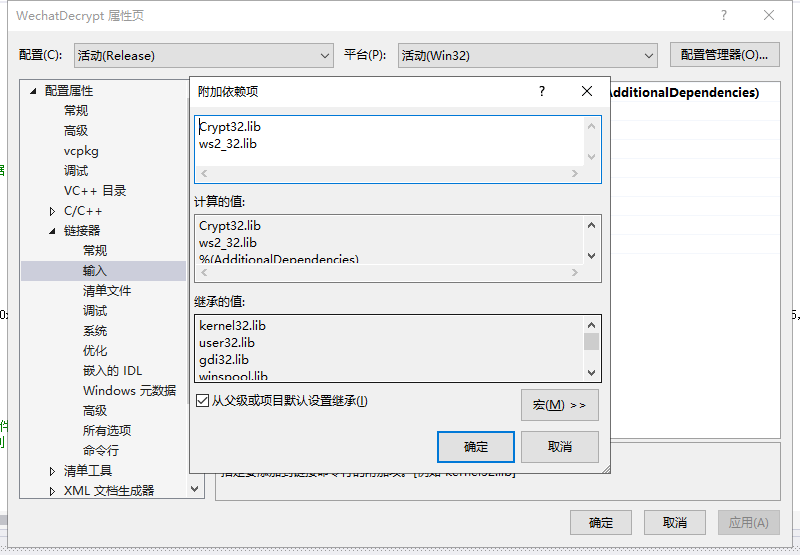 WechatDecrypt 属性页
配置(C):
活动(Release)
平台(P):
活动(Win32)
配置管理器(O)...
配置属性
常规
高级
vcpkg
调试
VC++ 目录
C/C++
链接器
常规
输入
清单文件
调试
系统
优化
嵌入的 IDL
Windows 元数据
高级
所有选项
命令行
清单工具
XML 文档生成器
AdditionalDependencies)
附加依赖项
Crypt32.lib
ws2_32.lib
计算的值:
Crypt32.lib
ws2_32.lib
%(AdditionalDependencies)
继承的值:
kernel32.lib
user32.lib
gdi32.lib
winspool.lib
从父级或项目默认设置继承(I)
宏(M) >>
确定
取消
确定
取消
应用(A)